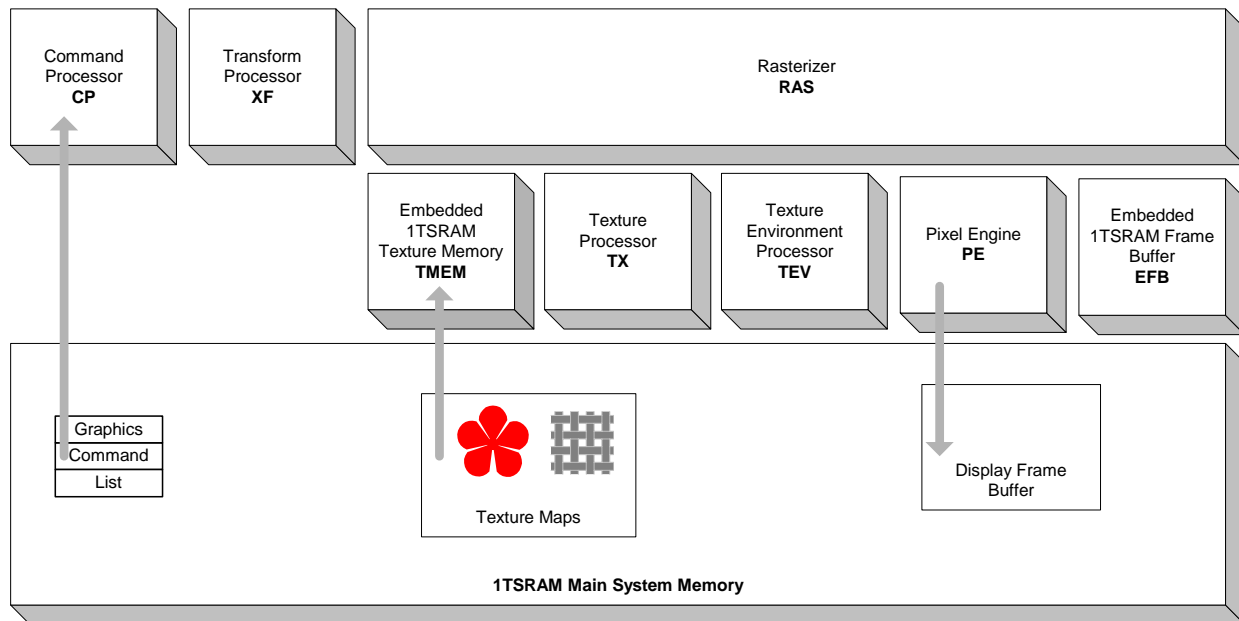 Command
Processor
CP
Transform
Processor
XF
Rasterizer
RAS
Embedded
1TSRAM
Texture Memory
TMEM
Texture
Processor
TX
Texture
Environment
Processor
TEV
Pixel Engine
PE
Embedded
1TSRAM Frame
Buffer
EFB
Graphics
Command
List
Texture Maps
Display Frame
Buffer
1TSRAM Main System Memory